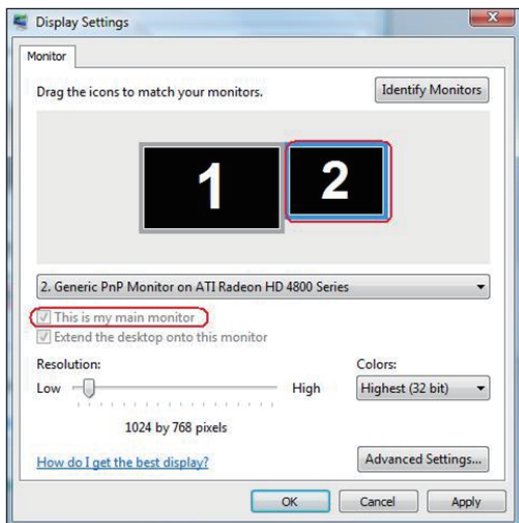 Display Settings
Monitor
Drag the icons to match your monitors.
Identify Monitors
1
2
2. Generic PnP Monitor on ATI Radeon HD 4800 Series
This is my main monitor
Extend the desktop onto this monitor
Resolution:
Colors:
Low
High
Highest (32 bit)
1024 by 768 pixels
How do I get the best display?
Advanced Settings...
OK
Cancel
Apply